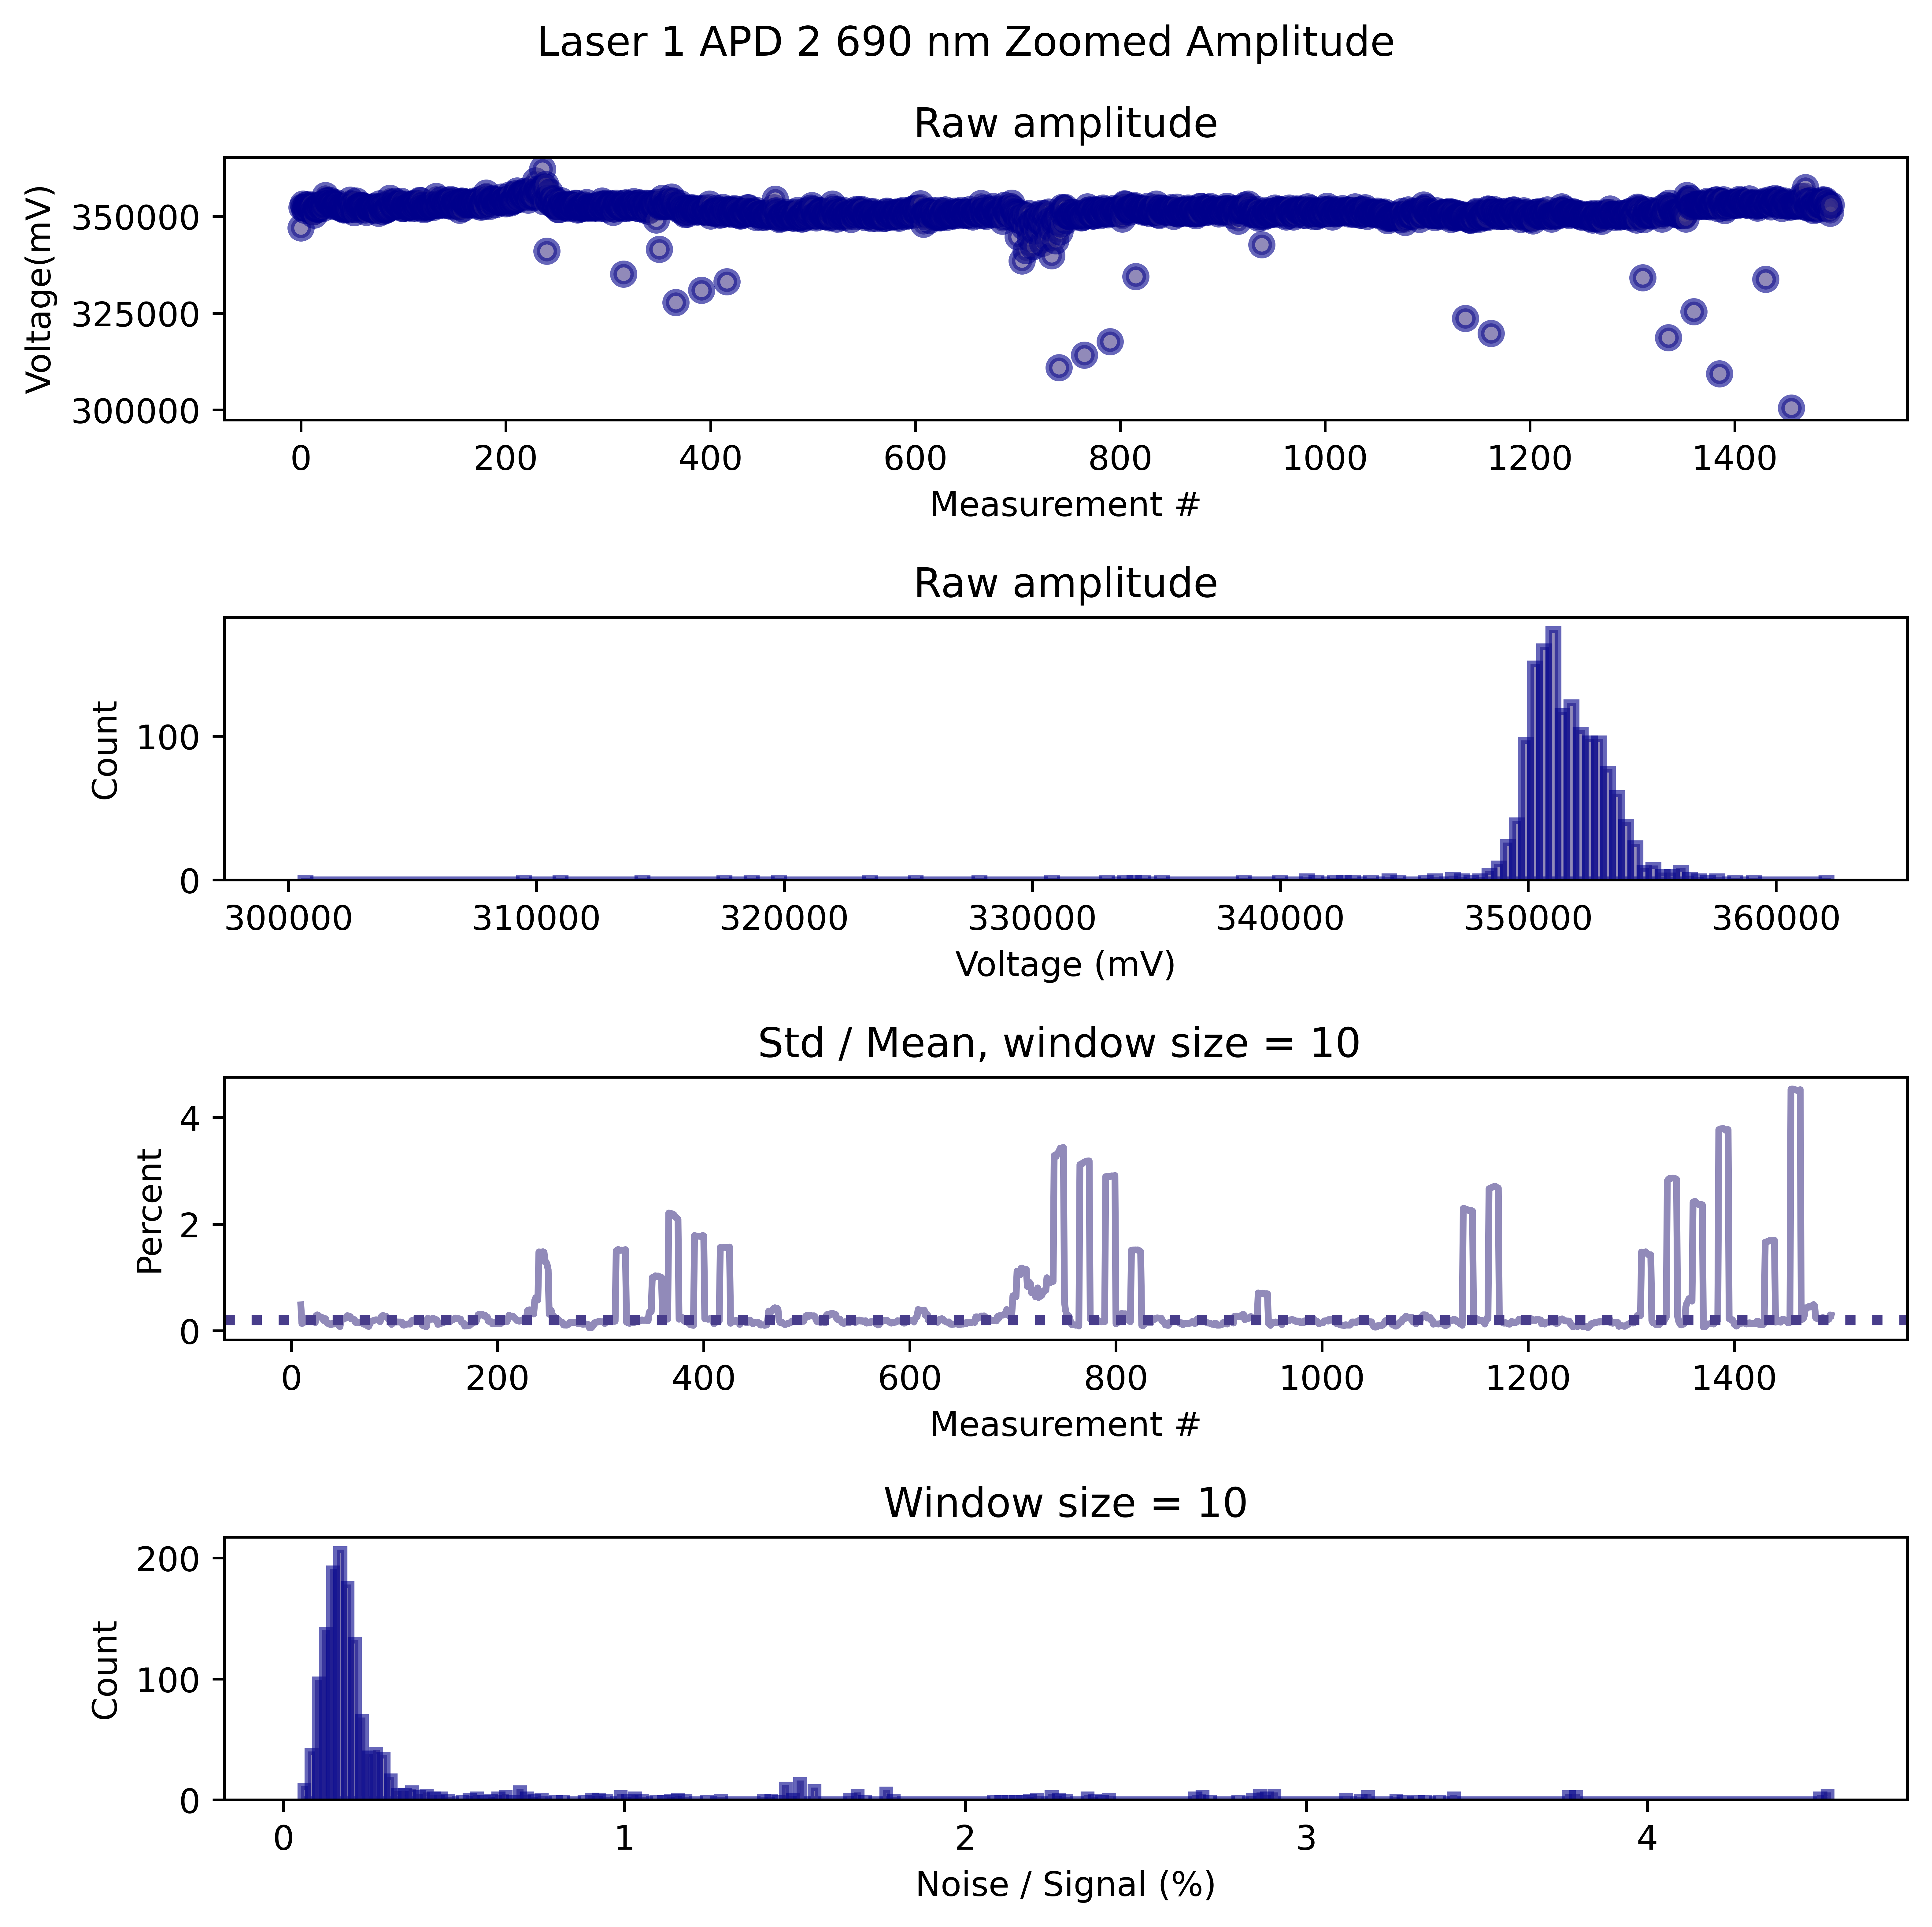 Laser 1 APD 2 690 nm Zoomed Amplitude
Raw amplitude
Voltage(mV)
350000
325000
300000
0 200 400 600 800 1000 1200 1400
Measurement #
Raw amplitude
Count
100
0
300000 310000 320000 330000 340000 350000 360000
Voltage (mV)
Std / Mean, window size = 10
Percent
4
2
0
0 200 400 600 800 1000 1200 1400
Measurement #
Window size = 10
Count
200
100
0
0 1 2 3 4
Noise / Signal (%)